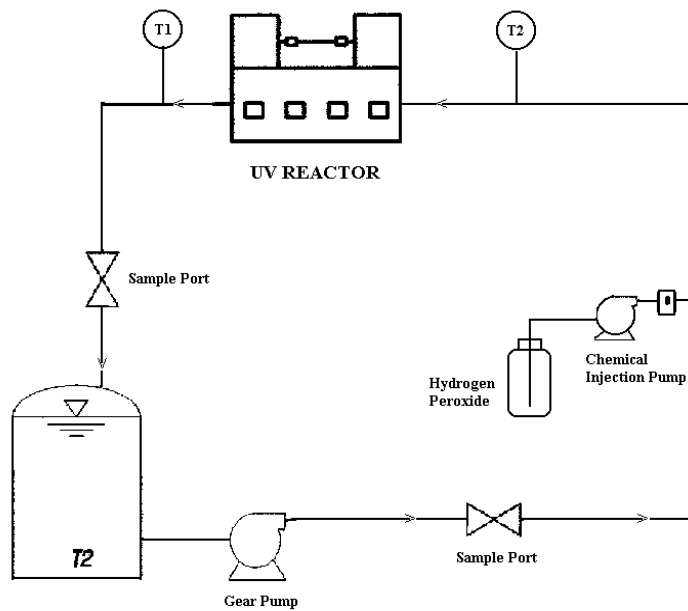 T1
T2
UV REACTOR
Sample Port
Chemical
Injection Pump
Hydrogen
Peroxide
T2
Sample Port
Gear Pump